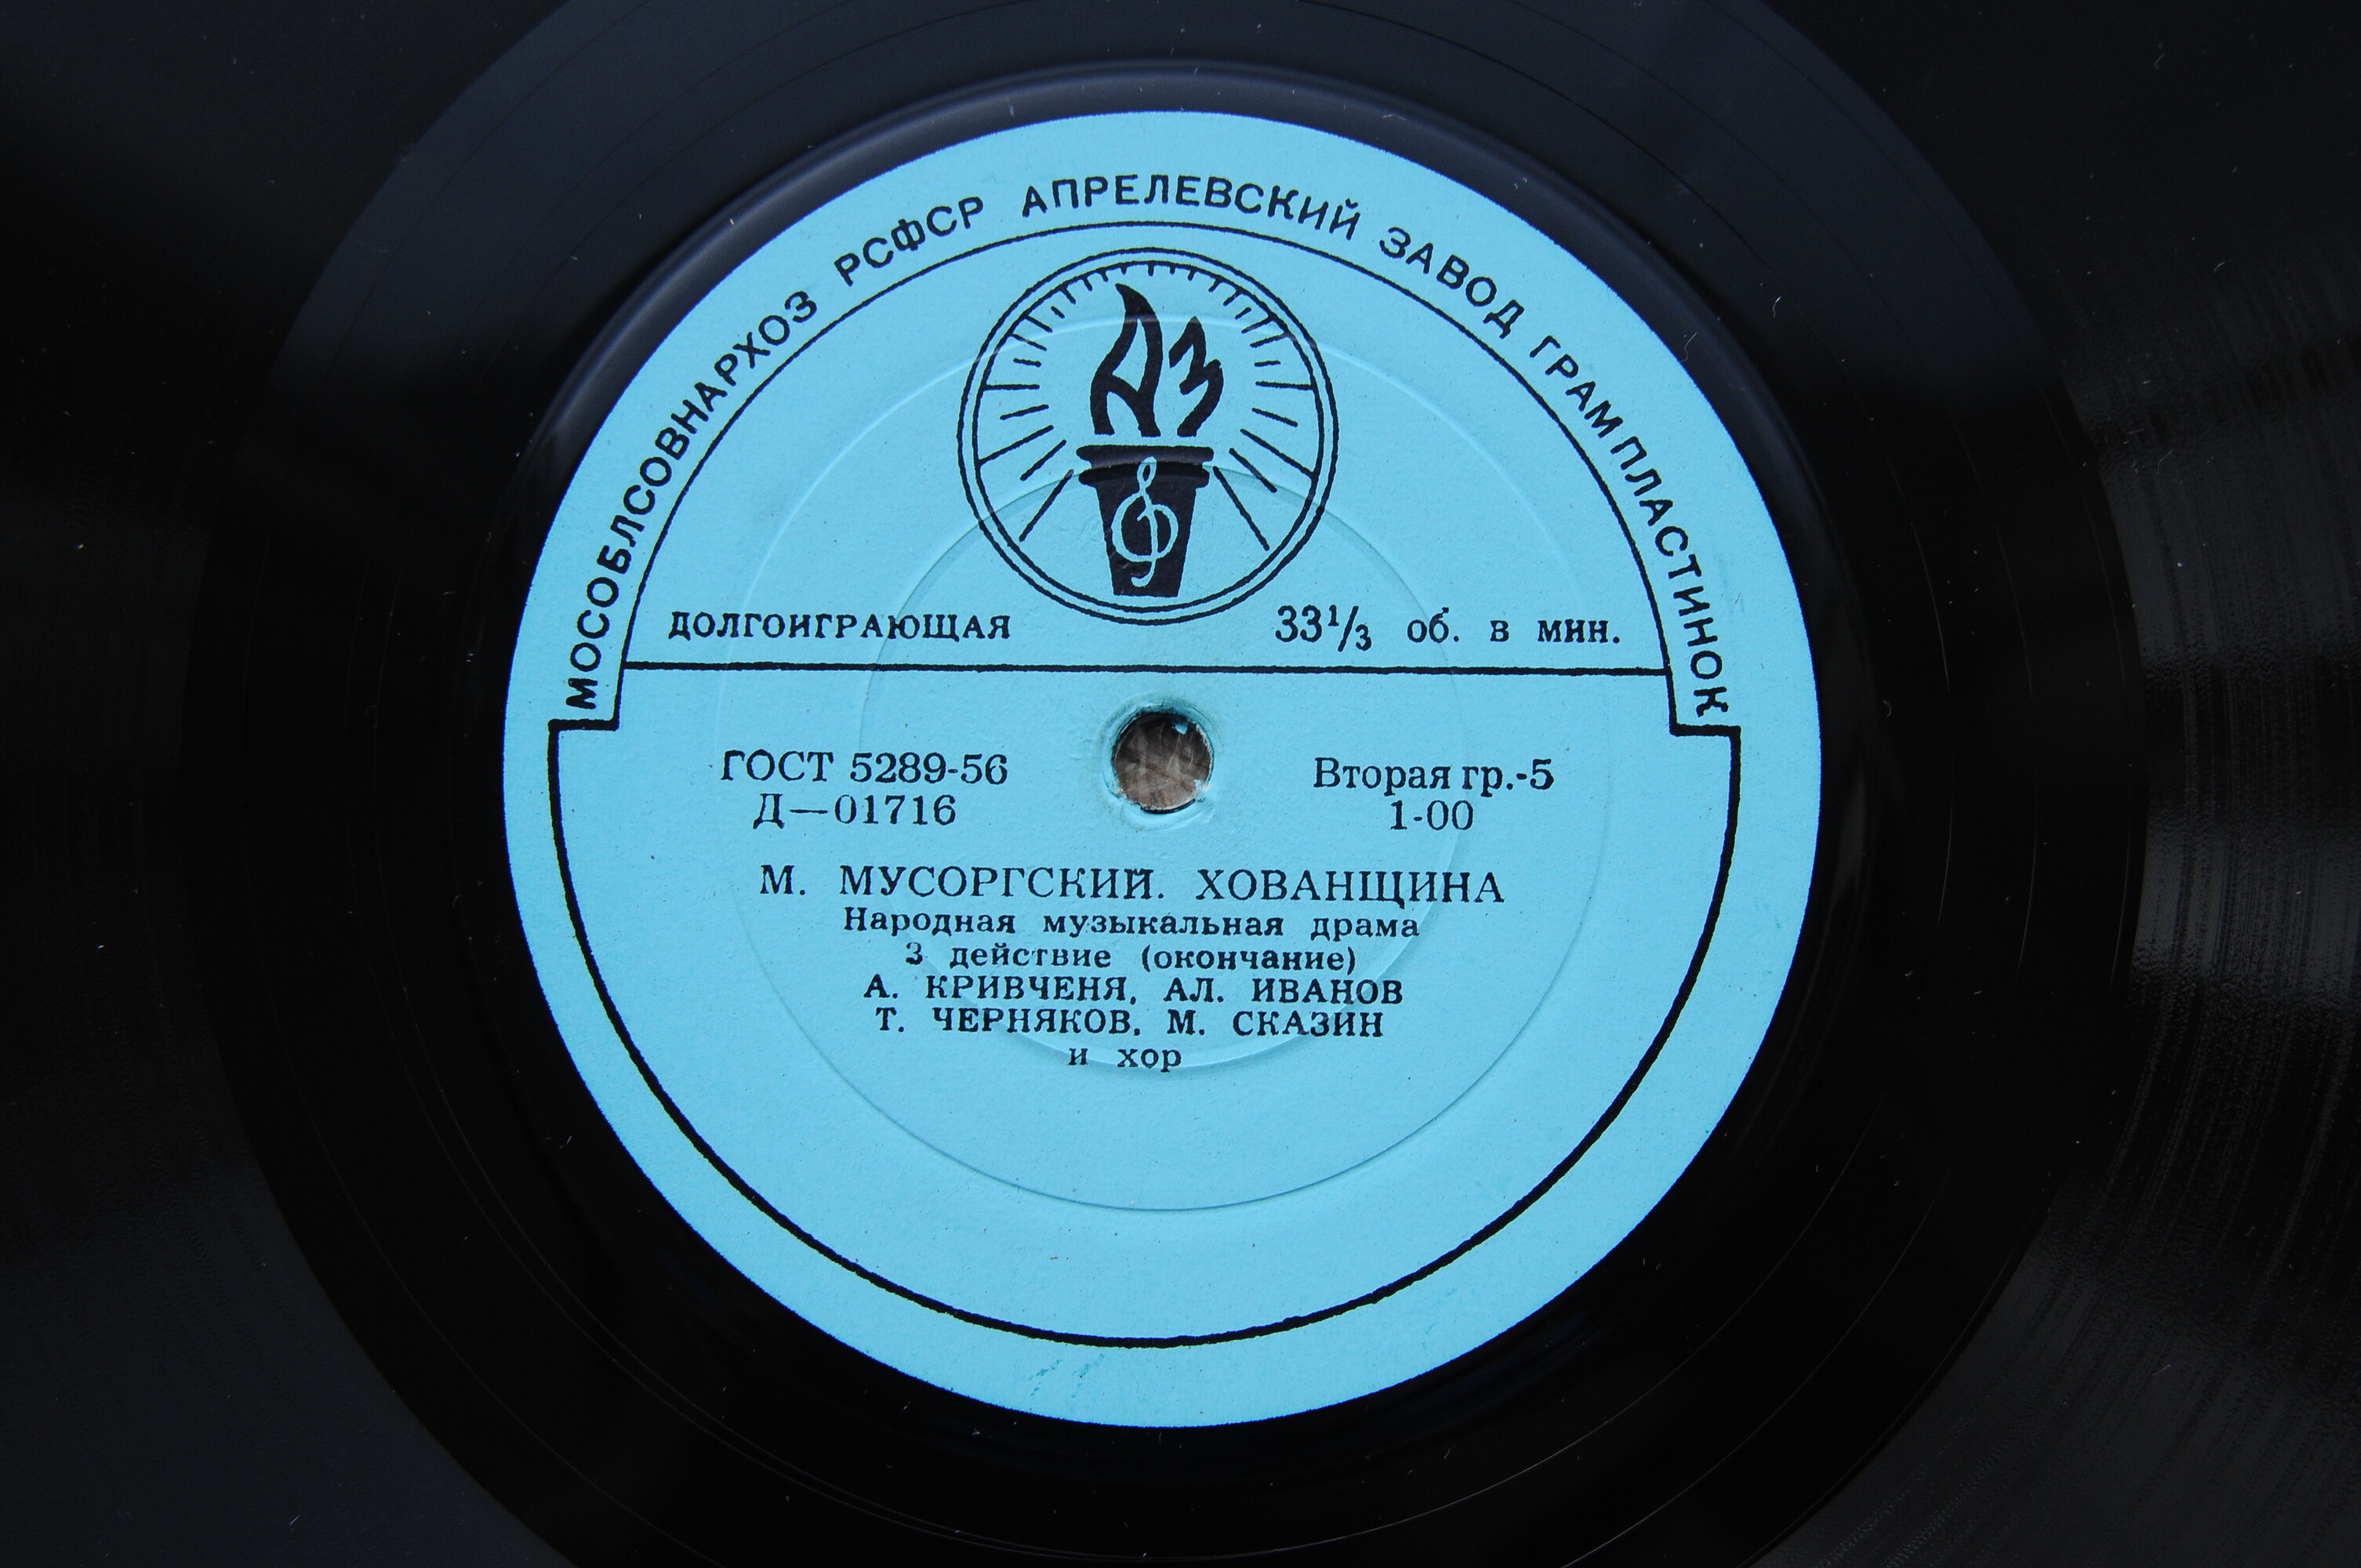 МОСОБЛСОВНАРХОЗ РСФСР АПРЕЛЕВСКИЙ ЗАВОД ГРАМПЛАСТИНОК
АЗ
ДОЛГОИГРАЮЩАЯ 33⅓ об. в мин.
ГОСТ 5289-56 Вторая гр.-5
Д—01716 1-00
М. МУСОРГСКИЙ. ХОВАНЩИНА
Народная музыкальная драма
3 действие (окончание)
А. КРИВЧЕНЯ, АЛ. ИВАНОВ
Т. ЧЕРНЯКОВ, М. СКАЗИН
и хор